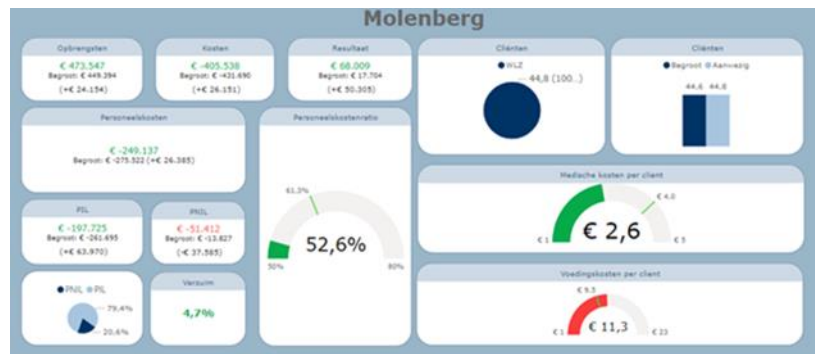 Molenberg
Opbrengsten
€ 473.547
Begroot: € 449.394
(+€ 24.154)
Kosten
€ -405.538
Begroot: € -431.690
(+€ 26.151)
Resultaat
€ 68.009
Begroot: € 17.704
(+€ 50.305)
Cliënten
WLZ
44,8 (100...)
Cliënten
Begroot Aanwezig
44,6 44,8
Personeelskosten
€ -249.137
Begroot: € -275.522 (+€ 26.385)
Personeelskostenratio
61,3%
52,6%
50%
80%
Medische kosten per client
€ 4,0
€ 2,6
€ 1
€ 5
PIL
€ -197.725
Begroot: € -261.695
(+€ 63.970)
PNIL
€ -51.412
Begroot: € -13.827
(-€ 37.585)
Voedingskosten per client
€ 9,5
€ 11,3
€ 1
€ 23
PNIL PIL
79,4%
20,6%
Verzuim
4,7%